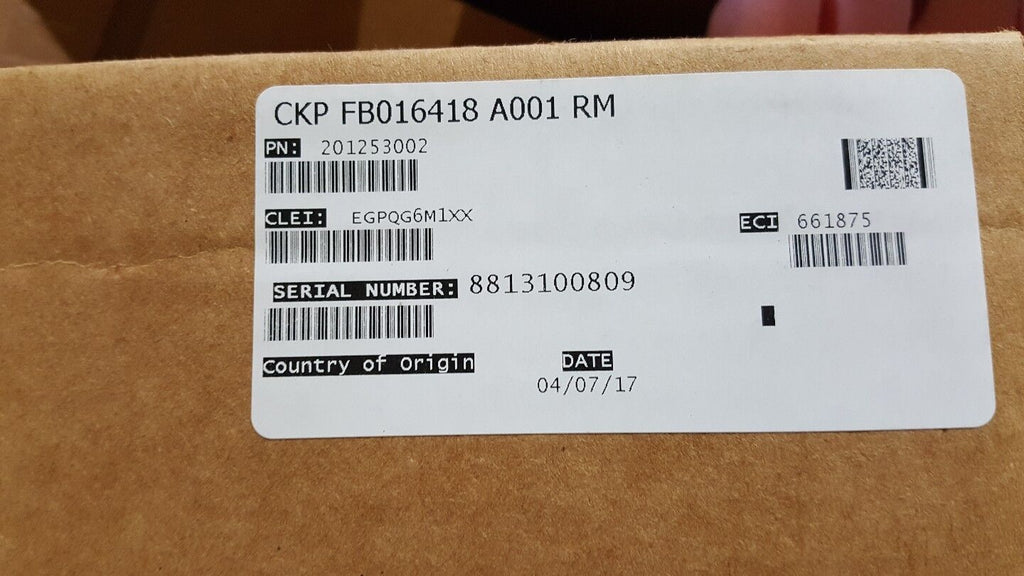 CKP FB016418 A001 RM
PN: 201253002
CLEI: EGPQG6M1XX
ECI 661875
SERIAL NUMBER: 8813100809
Country of Origin
DATE
04/07/17